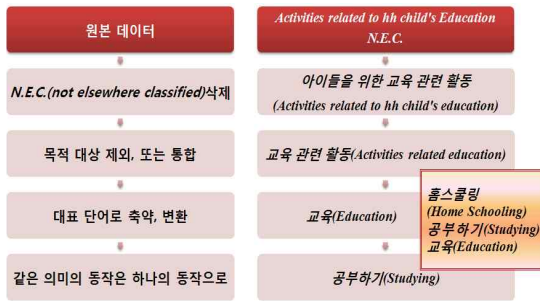 원본 데이터
Activities related to hh child's Education
N.E.C.
N.E.C.(not elsewhere classified)삭제
아이들을 위한 교육 관련 활동
(Activities related to hh child's education)
목적 대상 제외, 또는 통합
교육 관련 활동(Activities related education)
대표 단어로 축약, 변환
교육(Education)
홈스쿨링
(Home Schooling)
공부하기(Studying)
교육(Education)
같은 의미의 동작은 하나의 동작으로
공부하기(Studying)